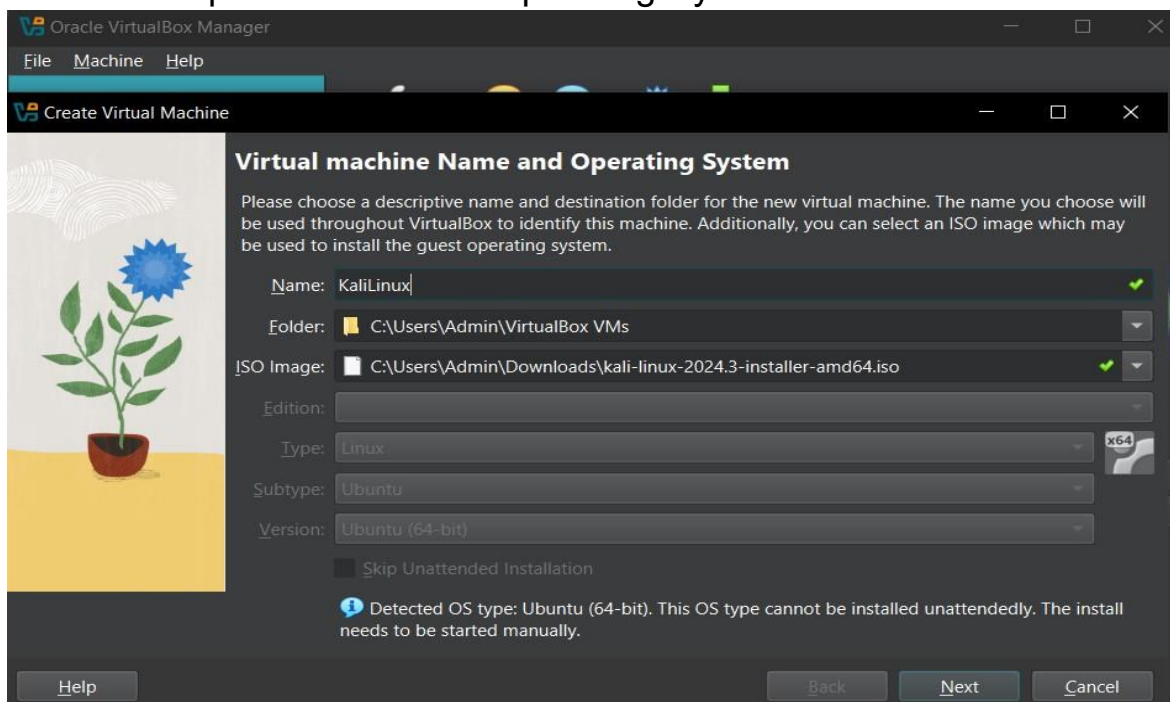 Oracle VirtualBox Manager
File Machine Help
Create Virtual Machine
Virtual machine Name and Operating System
Please choose a descriptive name and destination folder for the new virtual machine. The name you choose will
be used throughout VirtualBox to identify this machine. Additionally, you can select an ISO image which may
be used to install the guest operating system.
Name: KaliLinux
Folder: C:\Users\Admin\VirtualBox VMs
ISO Image: C:\Users\Admin\Downloads\kali-linux-2024.3-installer-amd64.iso
Edition:
Type: Linux
x64
Subtype: Ubuntu
Version: Ubuntu (64-bit)
Skip Unattended Installation
Detected OS type: Ubuntu (64-bit). This OS type cannot be installed unattendedly. The install
needs to be started manually.
Help Back Next Cancel